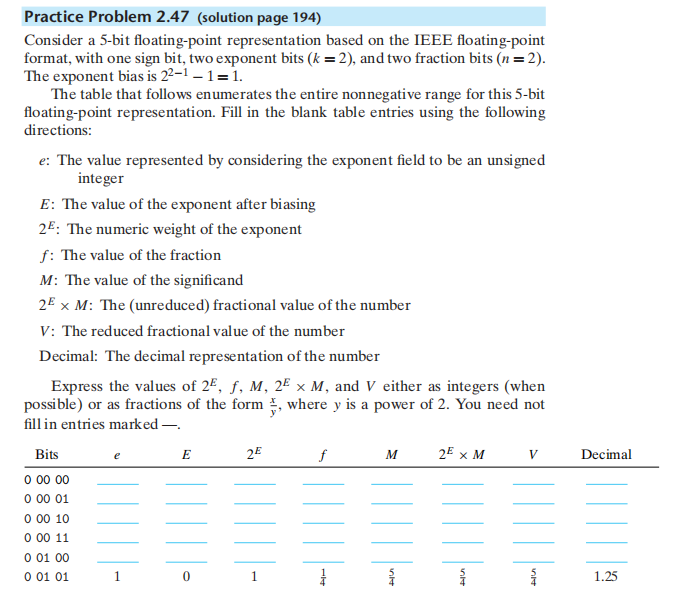 Practice Problem 2.47 (solution page 194)
Consider a 5-bit floating-point representation based on the IEEE floating-point
format, with one sign bit, two exponent bits (k = 2), and two fraction bits (n = 2).
The exponent bias is 2²⁻¹ − 1 = 1.
The table that follows enumerates the entire nonnegative range for this 5-bit
floating-point representation. Fill in the blank table entries using the following
directions:
e: The value represented by considering the exponent field to be an unsigned
integer
E: The value of the exponent after biasing
2ᴱ: The numeric weight of the exponent
f: The value of the fraction
M: The value of the significand
2ᴱ × M: The (unreduced) fractional value of the number
V: The reduced fractional value of the number
Decimal: The decimal representation of the number
Express the values of 2ᴱ, f, M, 2ᴱ × M, and V either as integers (when
possible) or as fractions of the form x/y, where y is a power of 2. You need not
fill in entries marked —.
Bits e E 2ᴱ f M 2ᴱ × M V Decimal
0 00 00
0 00 01
0 00 10
0 00 11
0 01 00
0 01 01 1 0 1 1/4 5/4 5/4 5/4 1.25